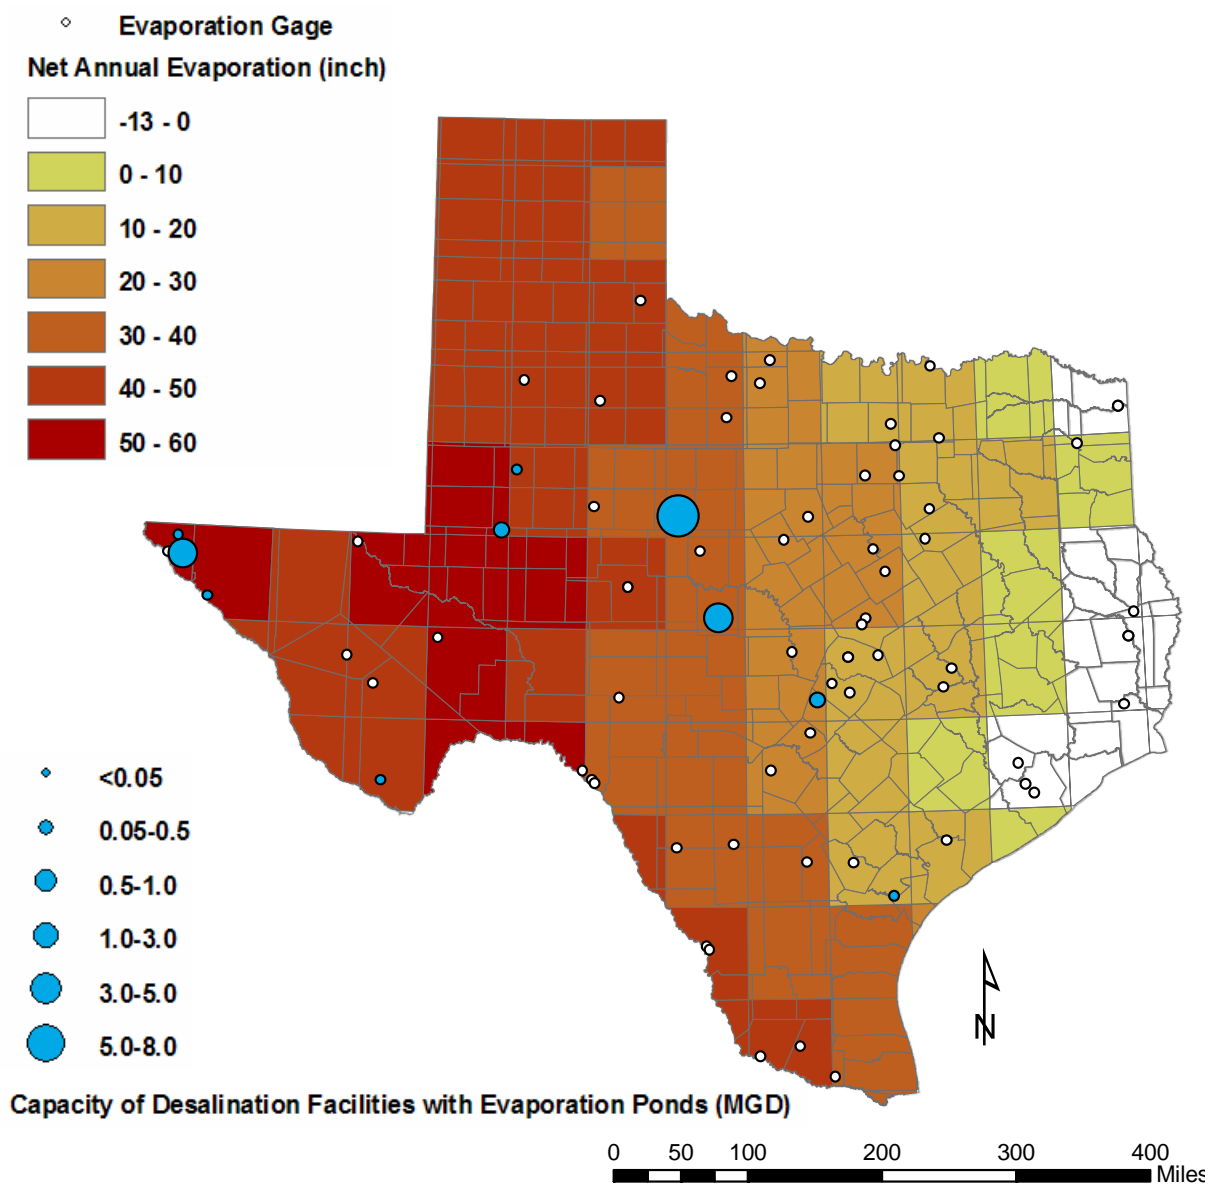 Evaporation Gage
Net Annual Evaporation (inch)
-13 - 0
0 - 10
10 - 20
20 - 30
30 - 40
40 - 50
50 - 60
<0.05
0.05-0.5
0.5-1.0
1.0-3.0
3.0-5.0
5.0-8.0
N
Capacity of Desalination Facilities with Evaporation Ponds (MGD)
0 50 100 200 300 400
Miles